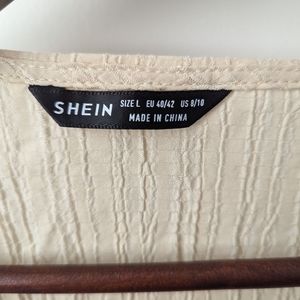 SHEIN SIZE L EU 40/42 US 8/10
MADE IN CHINA